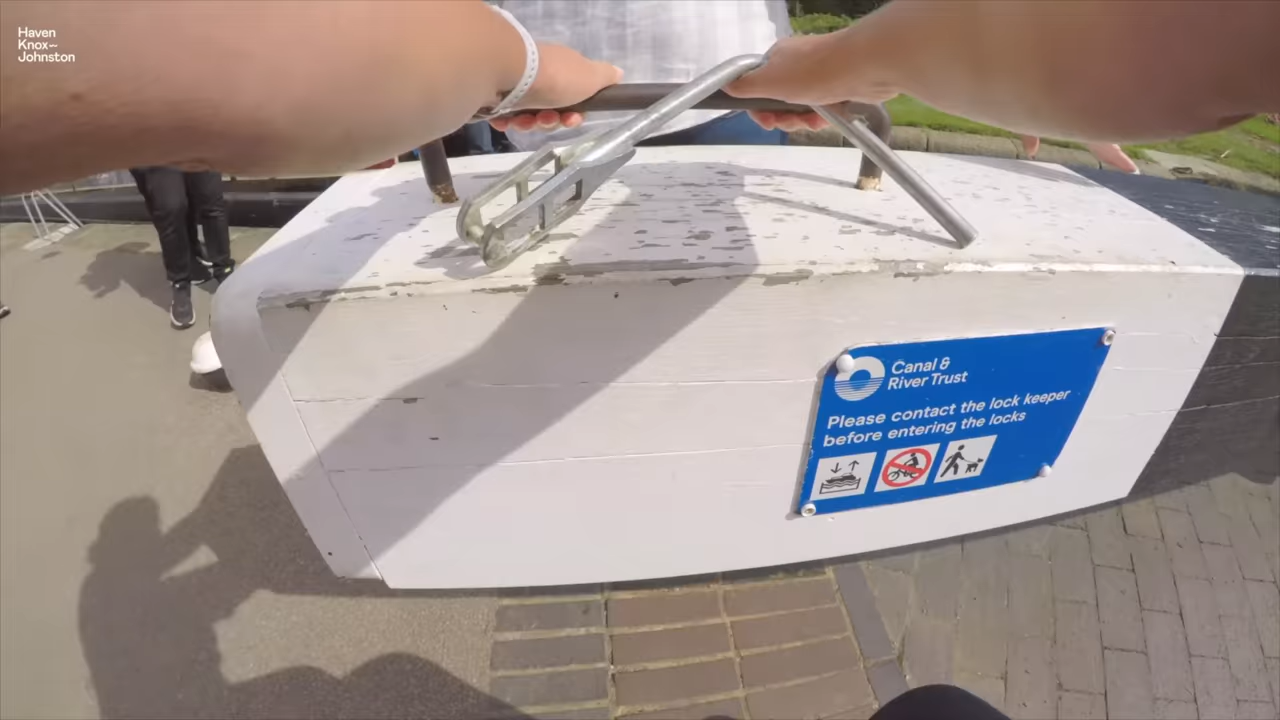 Haven
Knox—
Johnston
Canal &
River Trust
Please contact the lock keeper
before entering the locks